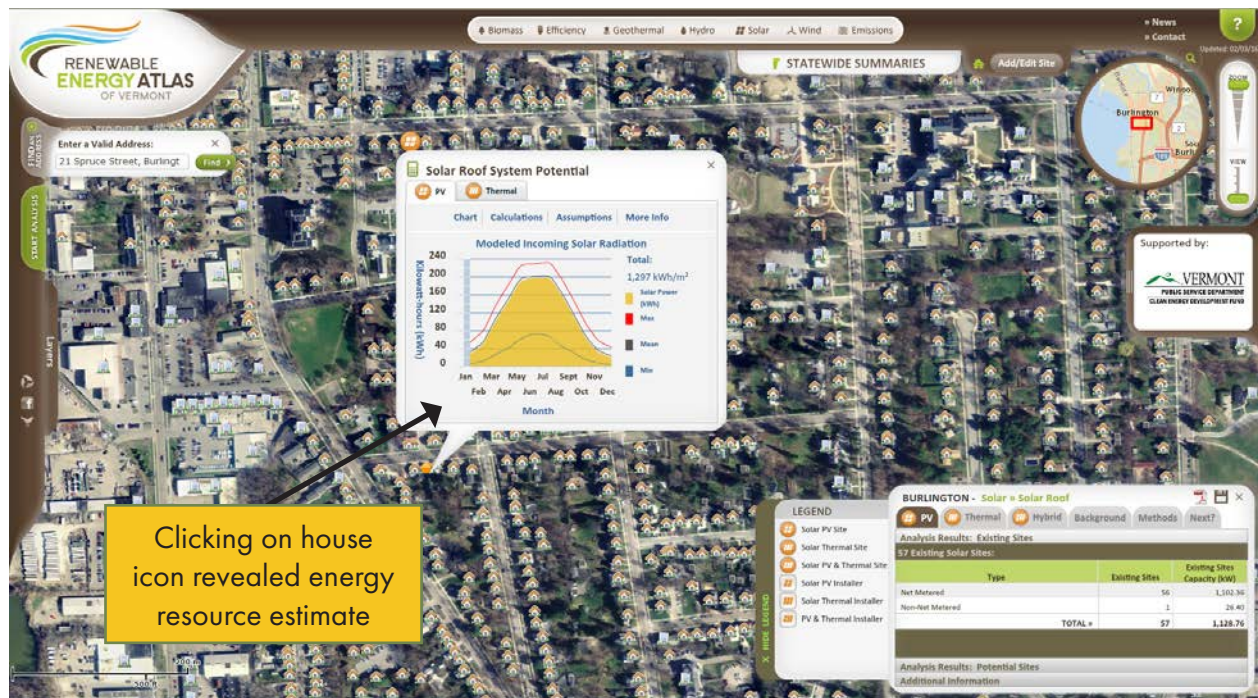 RENEWABLE
ENERGY ATLAS
OF VERMONT
Biomass Efficiency Geothermal Hydro Solar Wind Emissions
» News
» Contact
?
STATEWIDE SUMMARIES
Add/Edit Site
ZOOM
VIEW
Burlington
FIND an ADDRESS
Enter a Valid Address:
21 Spruce Street, Burlingt
Find
START ANALYSIS
Layers
Solar Roof System Potential
PV Thermal
Chart Calculations Assumptions More Info
Modeled Incoming Solar Radiation
Kilowatt-hours (kWh)
240
200
160
120
80
40
0
Jan Mar May Jul Sept Nov
Feb Apr Jun Aug Oct Dec
Month
Total:
1,297 kWh/m²
Solar Power
(kWh)
Max
Mean
Min
Supported by:
VERMONT
PUBLIC SERVICE DEPARTMENT
CLEAN ENERGY DEVELOPMENT FUND
Clicking on house
icon revealed energy
resource estimate
X HIDE LEGEND
LEGEND
Solar PV Site
Solar Thermal Site
Solar PV & Thermal Site
Solar PV Installer
Solar Thermal Installer
PV & Thermal Installer
BURLINGTON - Solar » Solar Roof
PV Thermal Hybrid Background Methods Next?
Analysis Results: Existing Sites
57 Existing Solar Sites:
Type Existing Sites Existing Sites
Capacity (kW)
Net Metered 56 1,102.36
Non-Net Metered 1 26.40
TOTAL = 57 1,128.76
Analysis Results: Potential Sites
Additional Information
500 ft